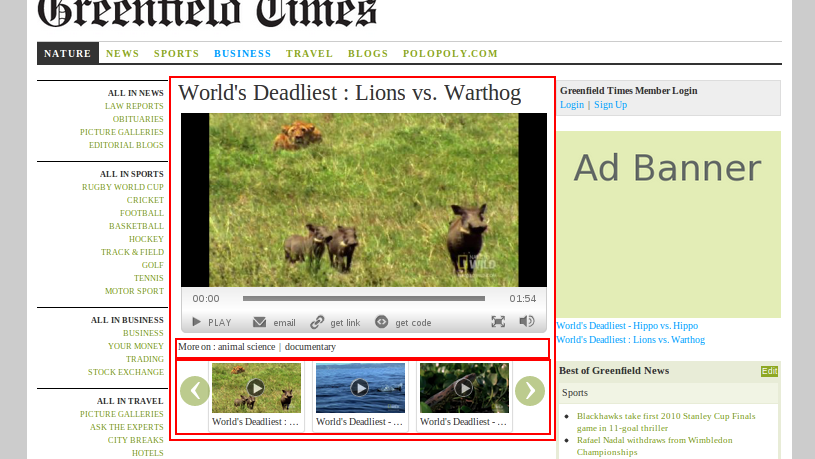 Greenfield Times
NATURE NEWS SPORTS BUSINESS TRAVEL BLOGS POLOPOLY.COM
ALL IN NEWS
LAW REPORTS
OBITUARIES
PICTURE GALLERIES
EDITORIAL BLOGS
ALL IN SPORTS
RUGBY WORLD CUP
CRICKET
FOOTBALL
BASKETBALL
HOCKEY
TRACK & FIELD
GOLF
TENNIS
MOTOR SPORT
ALL IN BUSINESS
BUSINESS
YOUR MONEY
TRADING
STOCK EXCHANGE
ALL IN TRAVEL
PICTURE GALLERIES
ASK THE EXPERTS
CITY BREAKS
HOTELS
World's Deadliest : Lions vs. Warthog
WILD
00:00 01:54
PLAY email get link get code
More on : animal science | documentary
World's Deadliest : ... World's Deadliest - ... World's Deadliest - ...
Greenfield Times Member Login
Login | Sign Up
Ad Banner
World's Deadliest - Hippo vs. Hippo
World's Deadliest : Lions vs. Warthog
Best of Greenfield News Edit
Sports
Blackhawks take first 2010 Stanley Cup Finals
game in 11-goal thriller
Rafael Nadal withdraws from Wimbledon
Championships